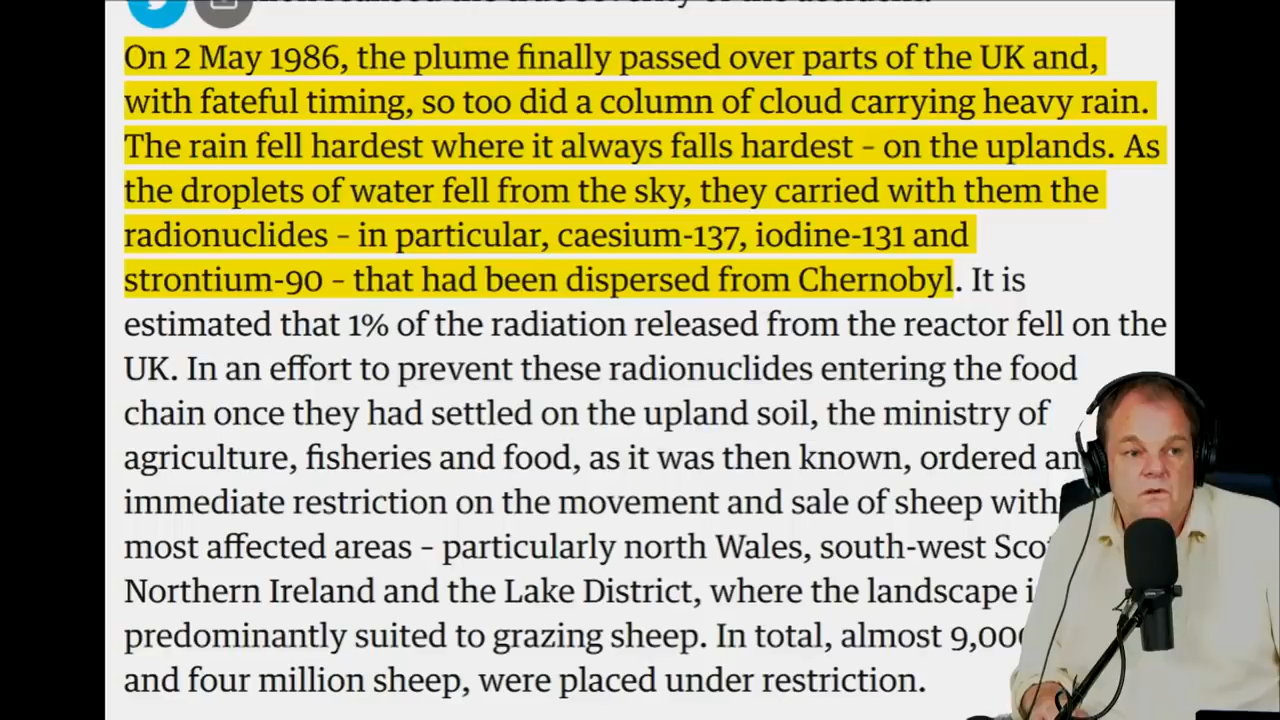 On 2 May 1986, the plume finally passed over parts of the UK and,
with fateful timing, so too did a column of cloud carrying heavy rain.
The rain fell hardest where it always falls hardest – on the uplands. As
the droplets of water fell from the sky, they carried with them the
radionuclides – in particular, caesium-137, iodine-131 and
strontium-90 – that had been dispersed from Chernobyl. It is
estimated that 1% of the radiation released from the reactor fell on the
UK. In an effort to prevent these radionuclides entering the food
chain once they had settled on the upland soil, the ministry of
agriculture, fisheries and food, as it was then known, ordered an
immediate restriction on the movement and sale of sheep with
most affected areas – particularly north Wales, south-west
Northern Ireland and the Lake District, where the landscape
predominantly suited to grazing sheep. In total, almost
and four million sheep, were placed under restriction.